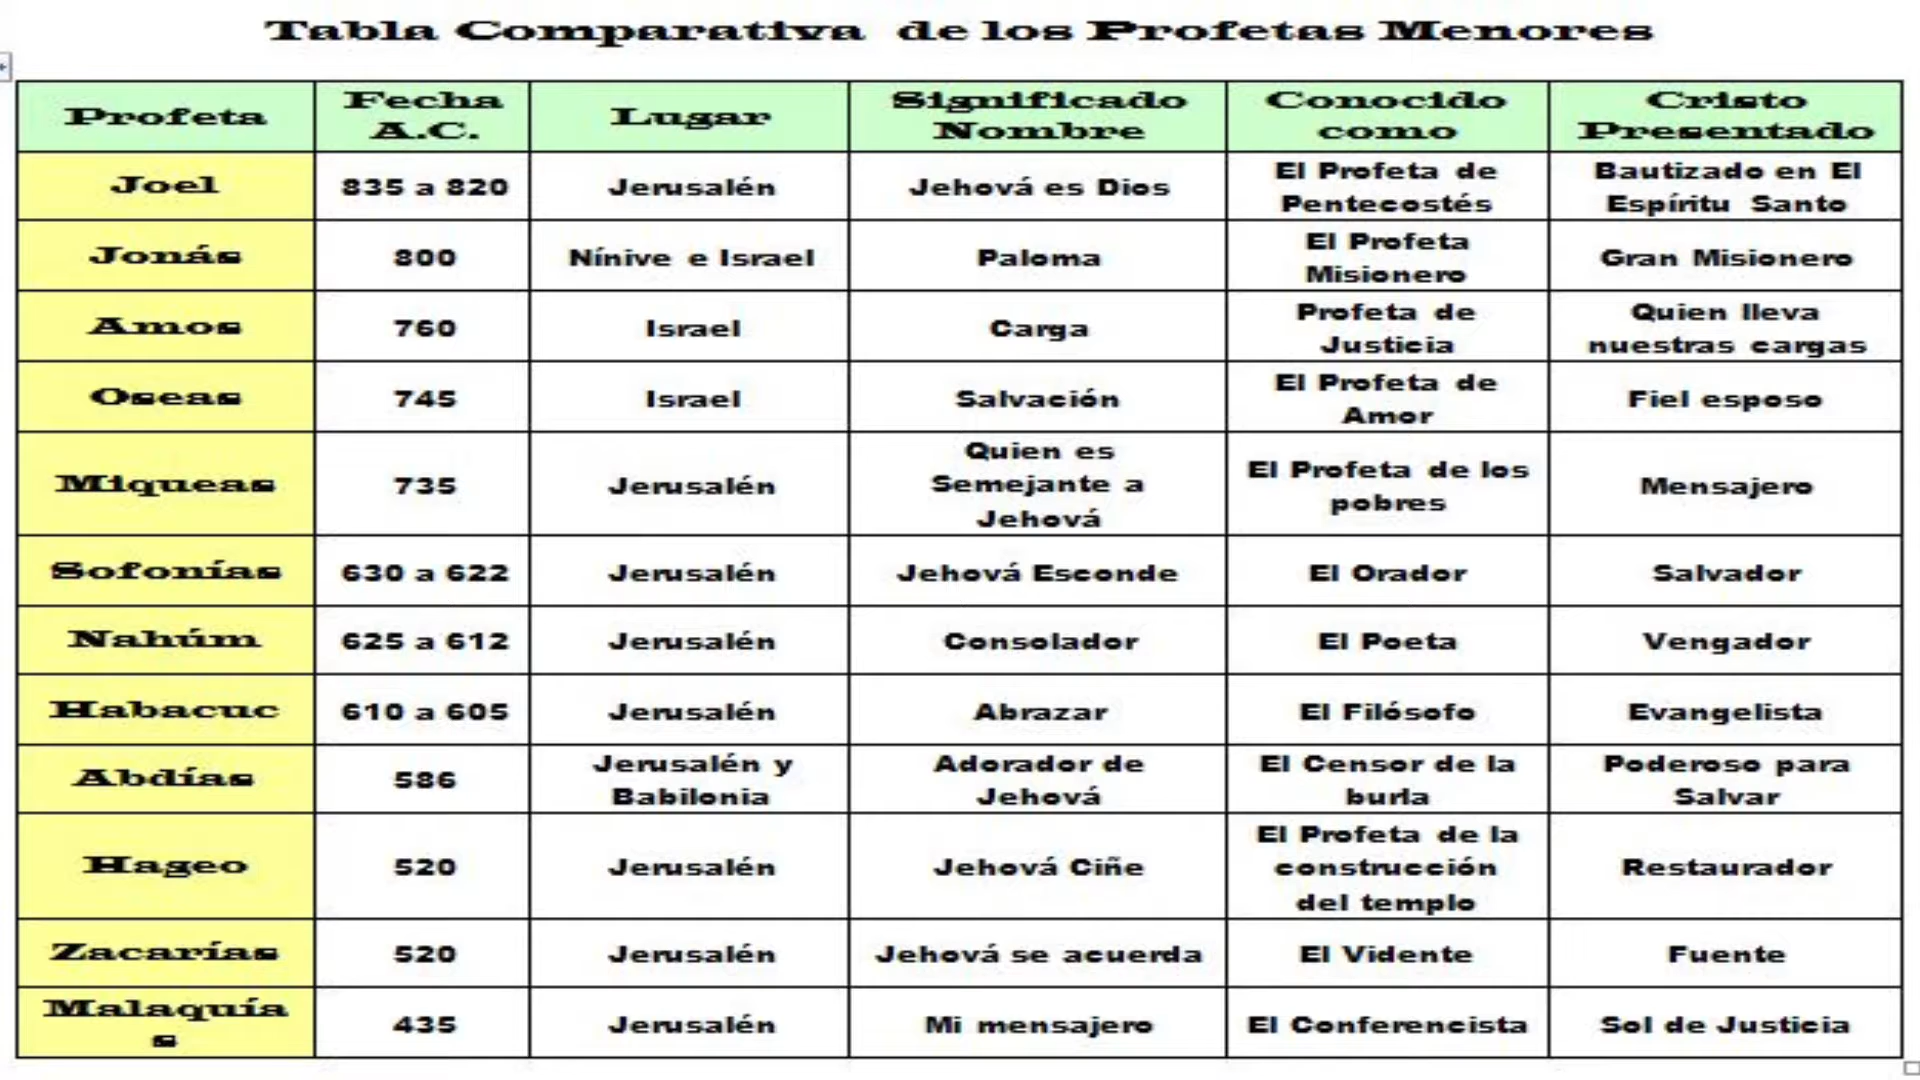 Tabla Comparativa de los Profetas Menores
Profeta
Fecha
A.C.
Lugar
Significado
Nombre
Conocido
como
Cristo
Presentado
Joel
835 a 820
Jerusalén
Jehová es Dios
El Profeta de
Pentecostés
Bautizado en El
Espíritu Santo
Jonás
800
Nínive e Israel
Paloma
El Profeta
Misionero
Gran Misionero
Amos
760
Israel
Carga
Profeta de
Justicia
Quien lleva
nuestras cargas
Oseas
745
Israel
Salvación
El Profeta de
Amor
Fiel esposo
Miqueas
735
Jerusalén
Quien es
Semejante a
Jehová
El Profeta de los
pobres
Mensajero
Sofonías
630 a 622
Jerusalén
Jehová Esconde
El Orador
Salvador
Nahúm
625 a 612
Jerusalén
Consolador
El Poeta
Vengador
Habacuc
610 a 605
Jerusalén
Abrazar
El Filósofo
Evangelista
Abdías
586
Jerusalén y
Babilonia
Adorador de
Jehová
El Censor de la
burla
Poderoso para
Salvar
Hageo
520
Jerusalén
Jehová Ciñe
El Profeta de la
construcción
del templo
Restaurador
Zacarías
520
Jerusalén
Jehová se acuerda
El Vidente
Fuente
Malaquía
s
435
Jerusalén
Mi mensajero
El Conferencista
Sol de Justicia